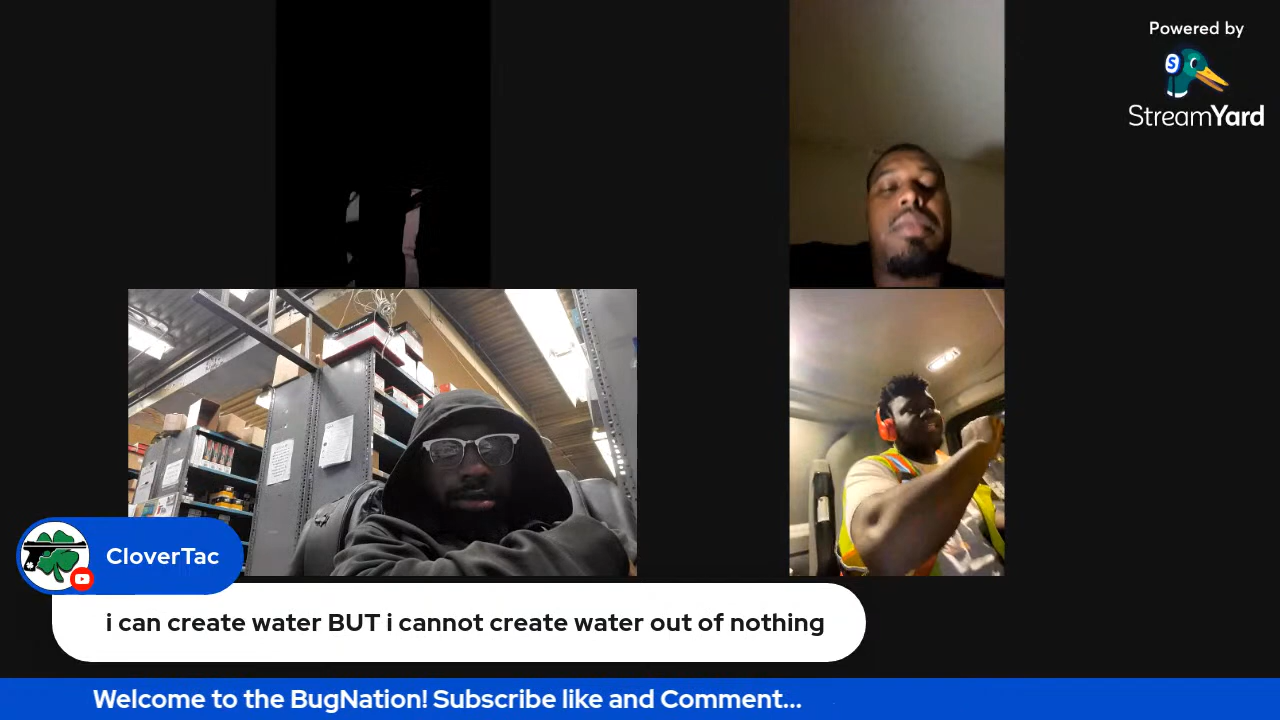 Powered by
S
StreamYard
CloverTac
i can create water BUT i cannot create water out of nothing
Welcome to the BugNation! Subscribe like and Comment...